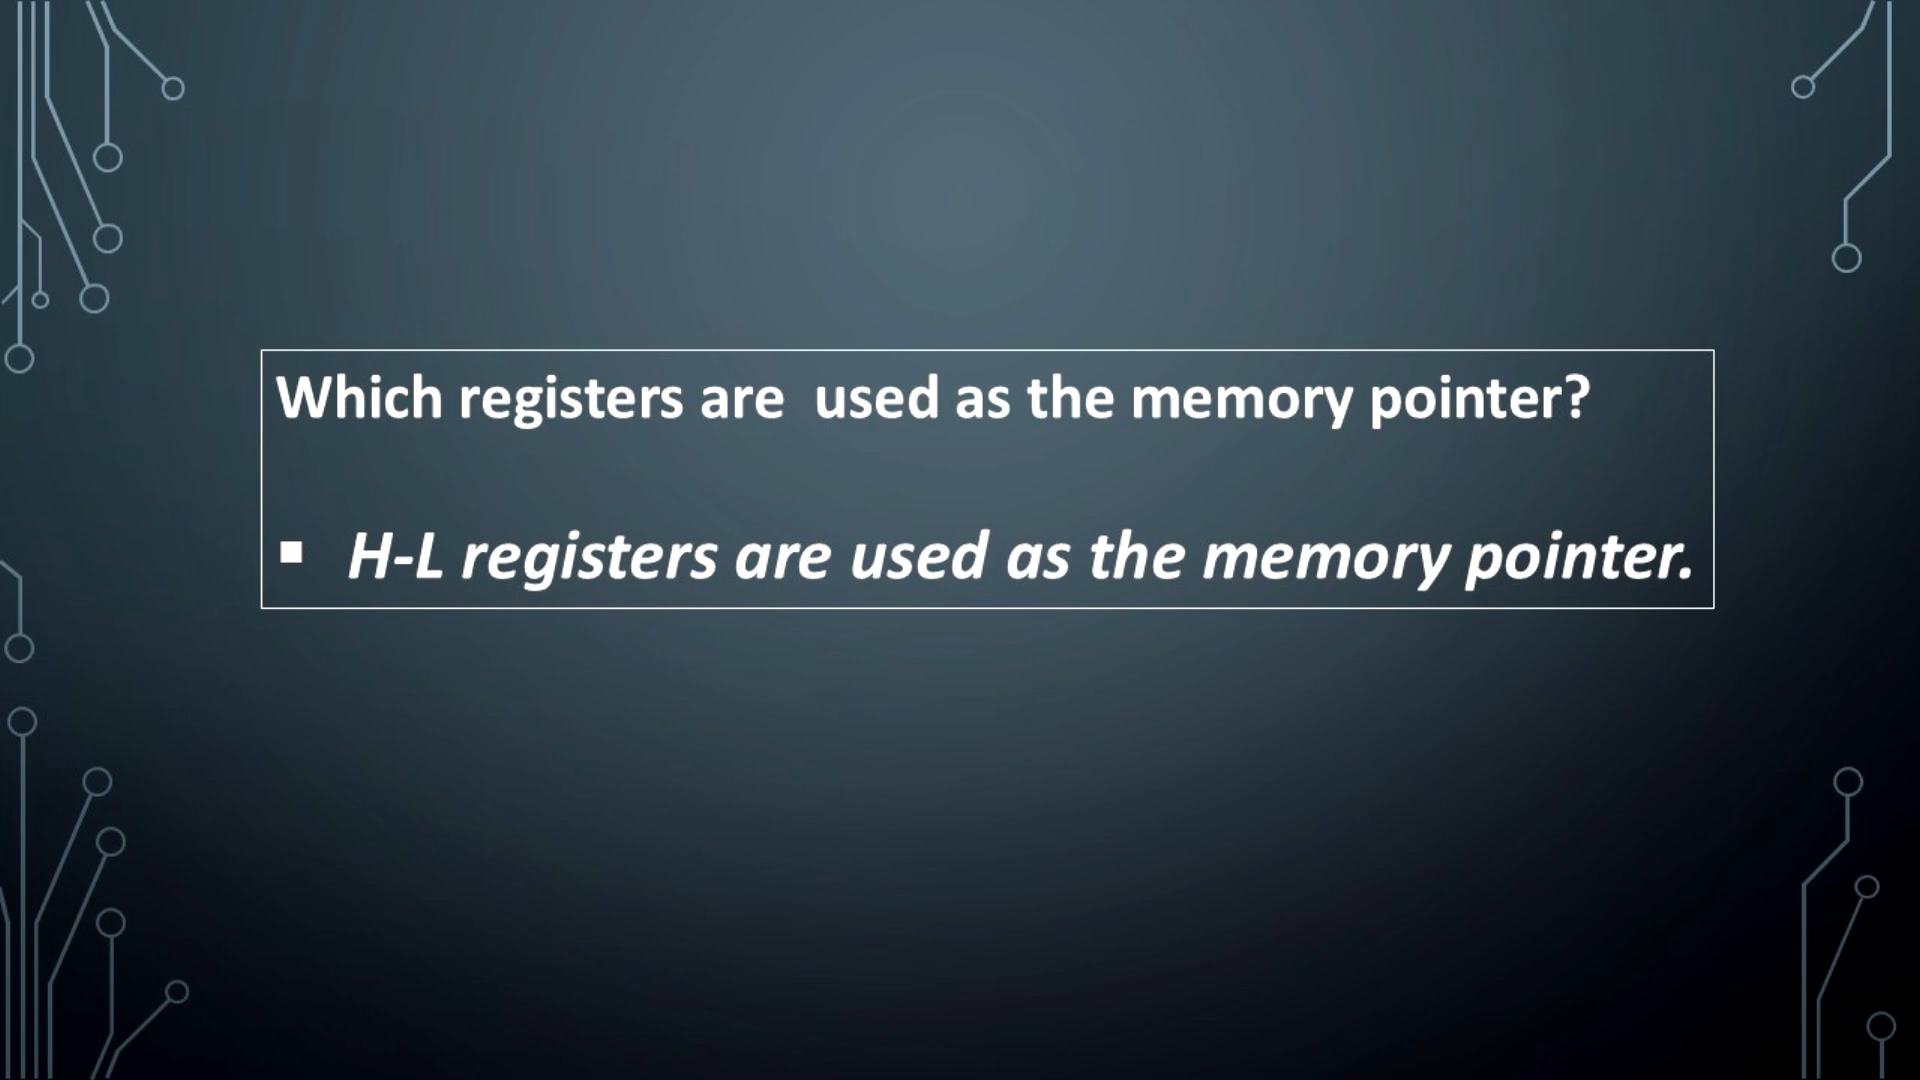 Which registers are  used as the memory pointer?
▪ H-L registers are used as the memory pointer.